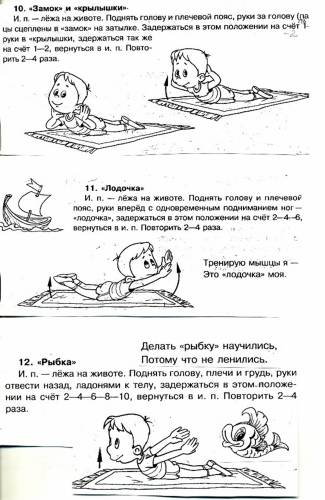 10. «Замок» и «крылышки».
И. п. — лёжа на животе. Поднять голову и плечевой пояс, руки за голову (па
цы сцеплены в «замок» на затылке. Задержаться в этом положении на счёт 1
—2
руки в «крылышки, здержаться так же
на счёт 1—2, вернуться в и. п. Повто-
рить 2—4 раза.
11. «Лодочка»
И. п. — лёжа на животе. Поднять голову и плечевой
пояс, руки вперёд с одновременным подниманием ног —
«лодочка», задержаться в этом положении на счёт 2—4—6,
вернуться в и. п. Повторить 2—4 раза.
Тренирую мышцы я —
Это «лодочка» моя.
Делать «рыбку» научились,
Потому что не ленились.
12. «Рыбка»
И. п. — лёжа на животе. Поднять голову, плечи и грудь, руки
отвести назад, ладонями к телу, задержаться в этом положе-
нии на счёт 2—4—6—8—10, вернуться в и. п. Повторить 2—4
раза.